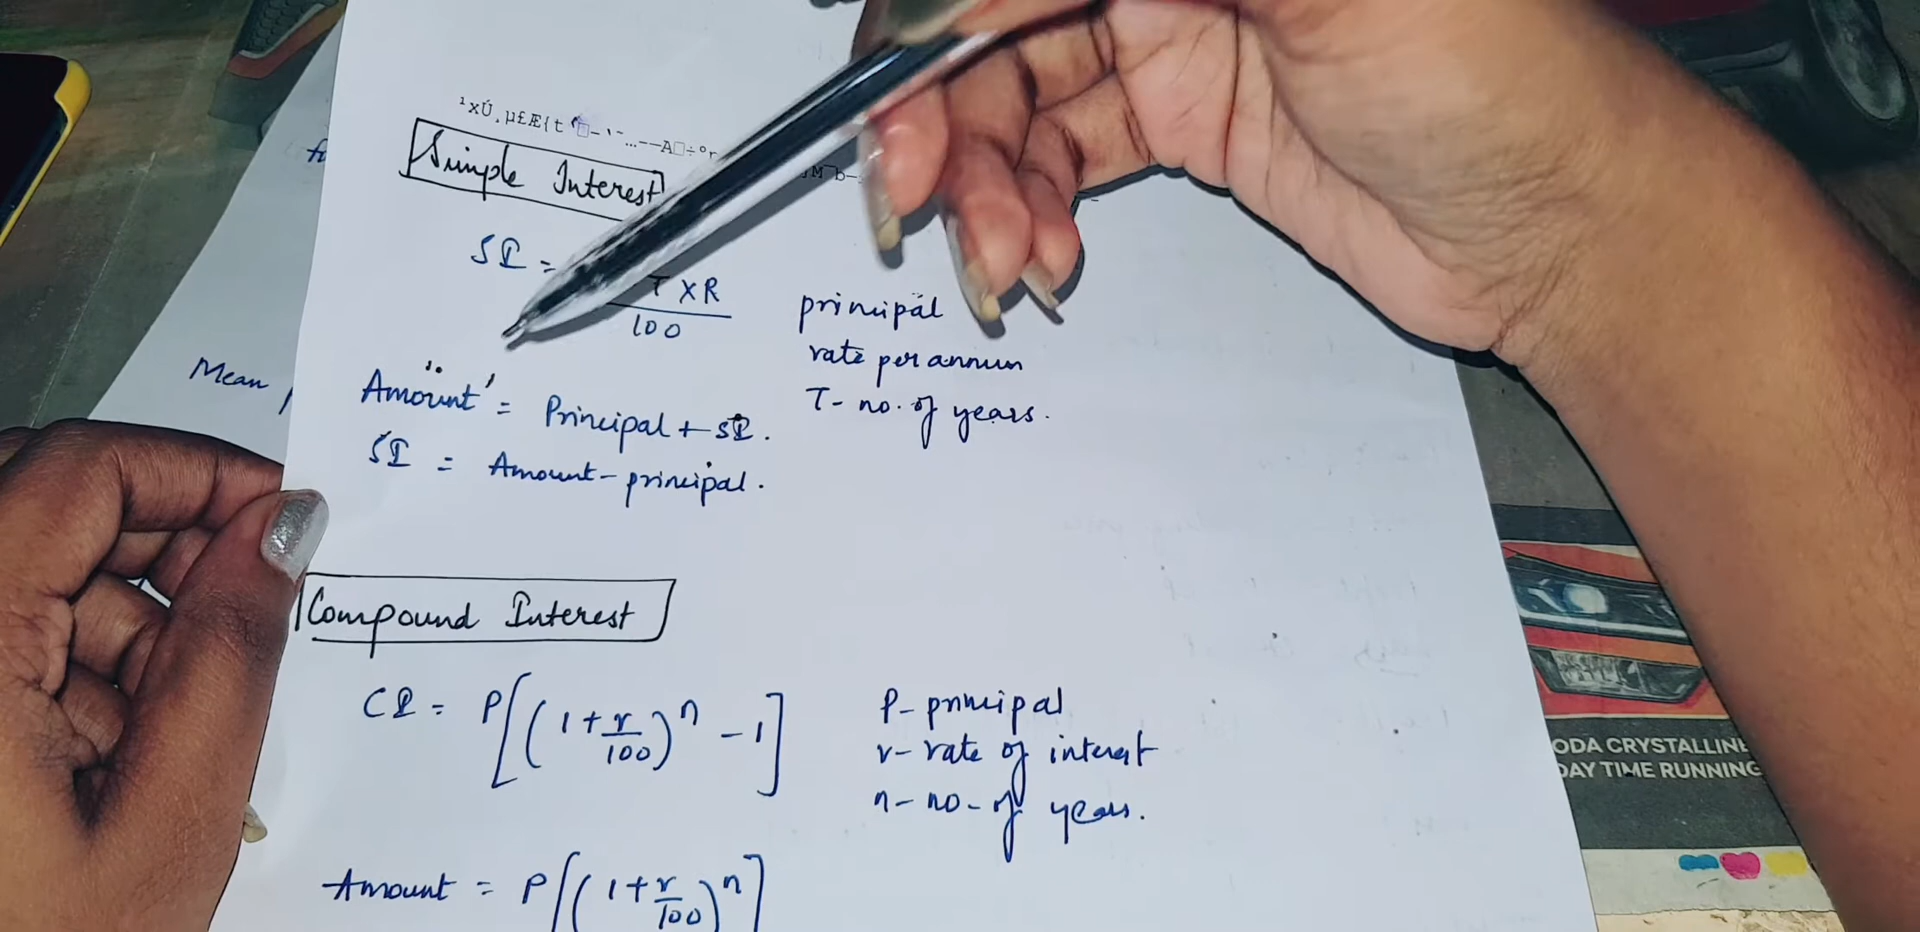 Simple Interest
SI =
T X R
100
principal
rate per annum
T - no. of years.
Amount = Principal + SI.
SI = Amount - principal.
Mean
Compound Interest
CI = P[(1 + r/100)^n - 1]
P - principal
r - rate of interest
n - no - of years.
Amount = P[(1 + r/100)^n]
ODA CRYSTALLINE
DAY TIME RUNNING